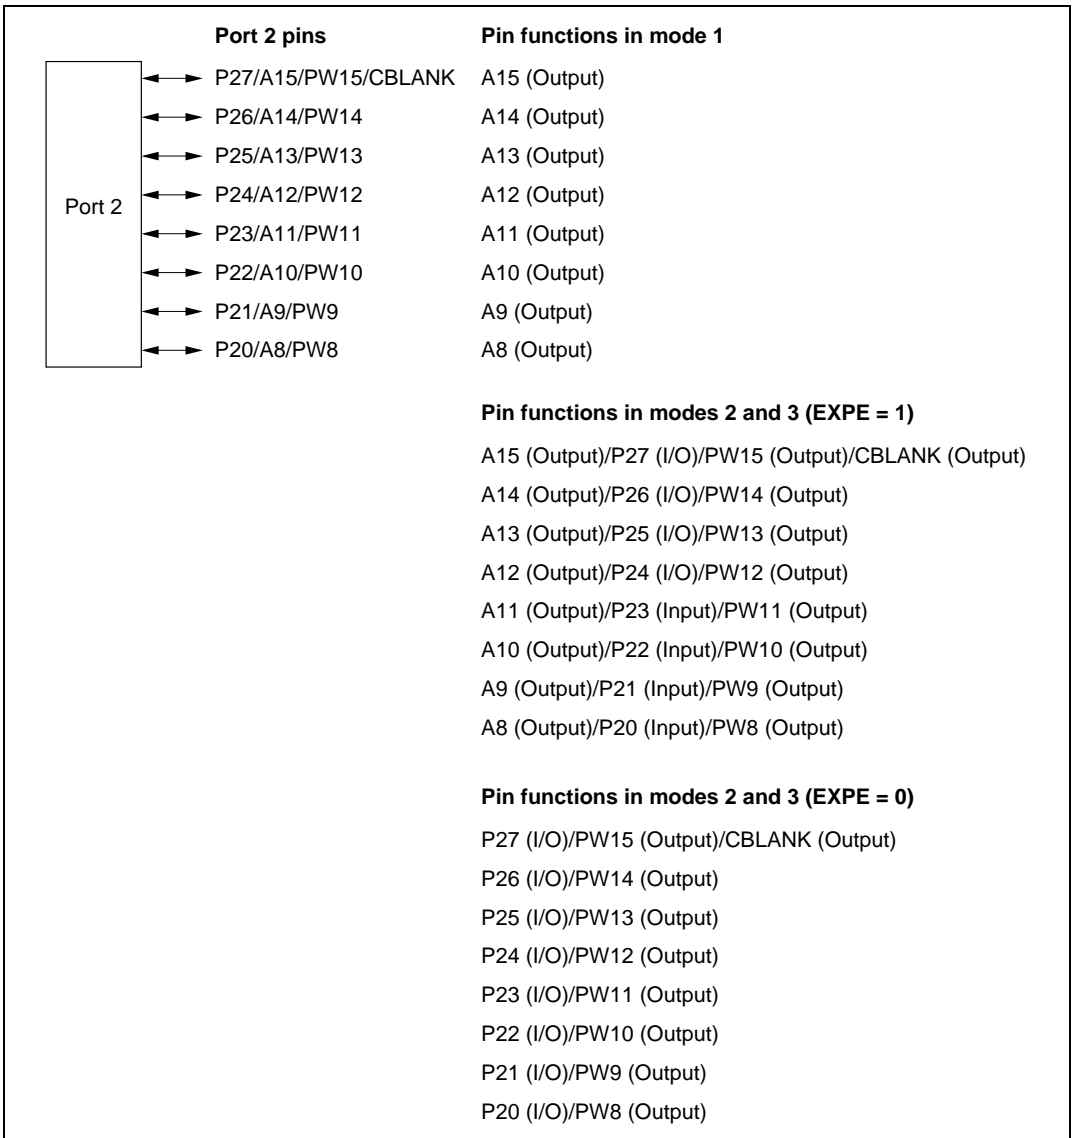 Port 2 pins Pin functions in mode 1
P27/A15/PW15/CBLANK A15 (Output)
P26/A14/PW14 A14 (Output)
P25/A13/PW13 A13 (Output)
P24/A12/PW12 A12 (Output)
Port 2
P23/A11/PW11 A11 (Output)
P22/A10/PW10 A10 (Output)
P21/A9/PW9 A9 (Output)
P20/A8/PW8 A8 (Output)
Pin functions in modes 2 and 3 (EXPE = 1)
A15 (Output)/P27 (I/O)/PW15 (Output)/CBLANK (Output)
A14 (Output)/P26 (I/O)/PW14 (Output)
A13 (Output)/P25 (I/O)/PW13 (Output)
A12 (Output)/P24 (I/O)/PW12 (Output)
A11 (Output)/P23 (Input)/PW11 (Output)
A10 (Output)/P22 (Input)/PW10 (Output)
A9 (Output)/P21 (Input)/PW9 (Output)
A8 (Output)/P20 (Input)/PW8 (Output)
Pin functions in modes 2 and 3 (EXPE = 0)
P27 (I/O)/PW15 (Output)/CBLANK (Output)
P26 (I/O)/PW14 (Output)
P25 (I/O)/PW13 (Output)
P24 (I/O)/PW12 (Output)
P23 (I/O)/PW11 (Output)
P22 (I/O)/PW10 (Output)
P21 (I/O)/PW9 (Output)
P20 (I/O)/PW8 (Output)